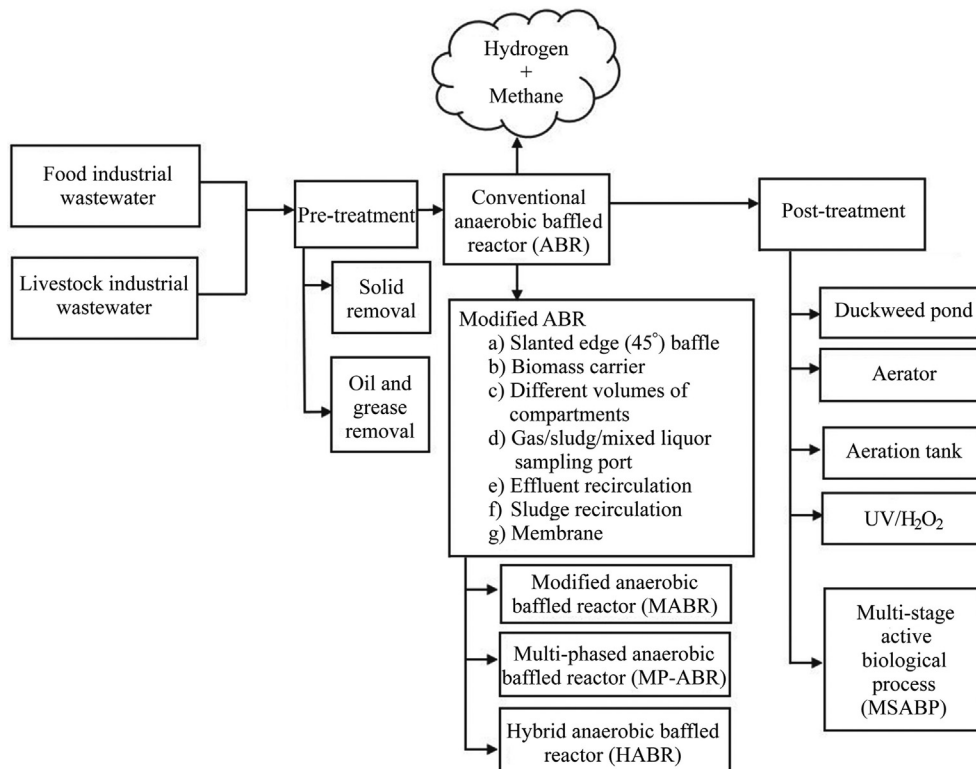 Hydrogen
+
Methane
Food industrial
wastewater
Livestock industrial
wastewater
Pre-treatment
Solid
removal
Oil and
grease
removal
Conventional
anaerobic baffled
reactor (ABR)
Modified ABR
a) Slanted edge (45°) baffle
b) Biomass carrier
c) Different volumes of
compartments
d) Gas/sludg/mixed liquor
sampling port
e) Effluent recirculation
f) Sludge recirculation
g) Membrane
Modified anaerobic
baffled reactor (MABR)
Multi-phased anaerobic
baffled reactor (MP-ABR)
Hybrid anaerobic baffled
reactor (HABR)
Post-treatment
Duckweed pond
Aerator
Aeration tank
UV/H₂O₂
Multi-stage
active
biological
process
(MSABP)